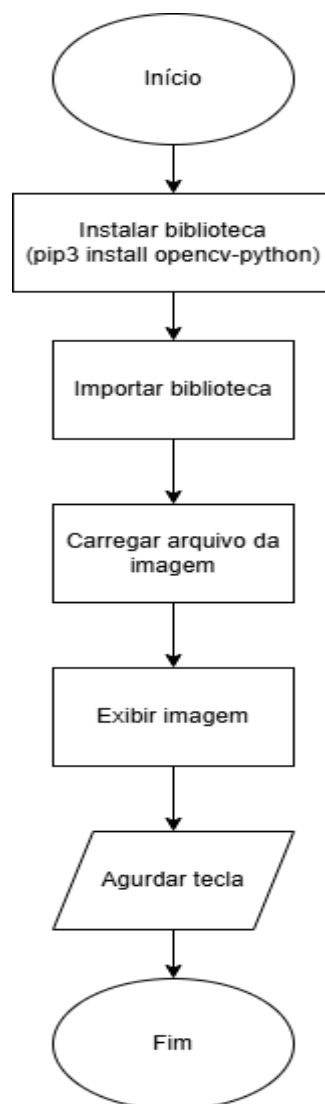 Início
Instalar biblioteca
(pip3 install opencv-python)
Importar biblioteca
Carregar arquivo da
imagem
Exibir imagem
Agurdar tecla
Fim